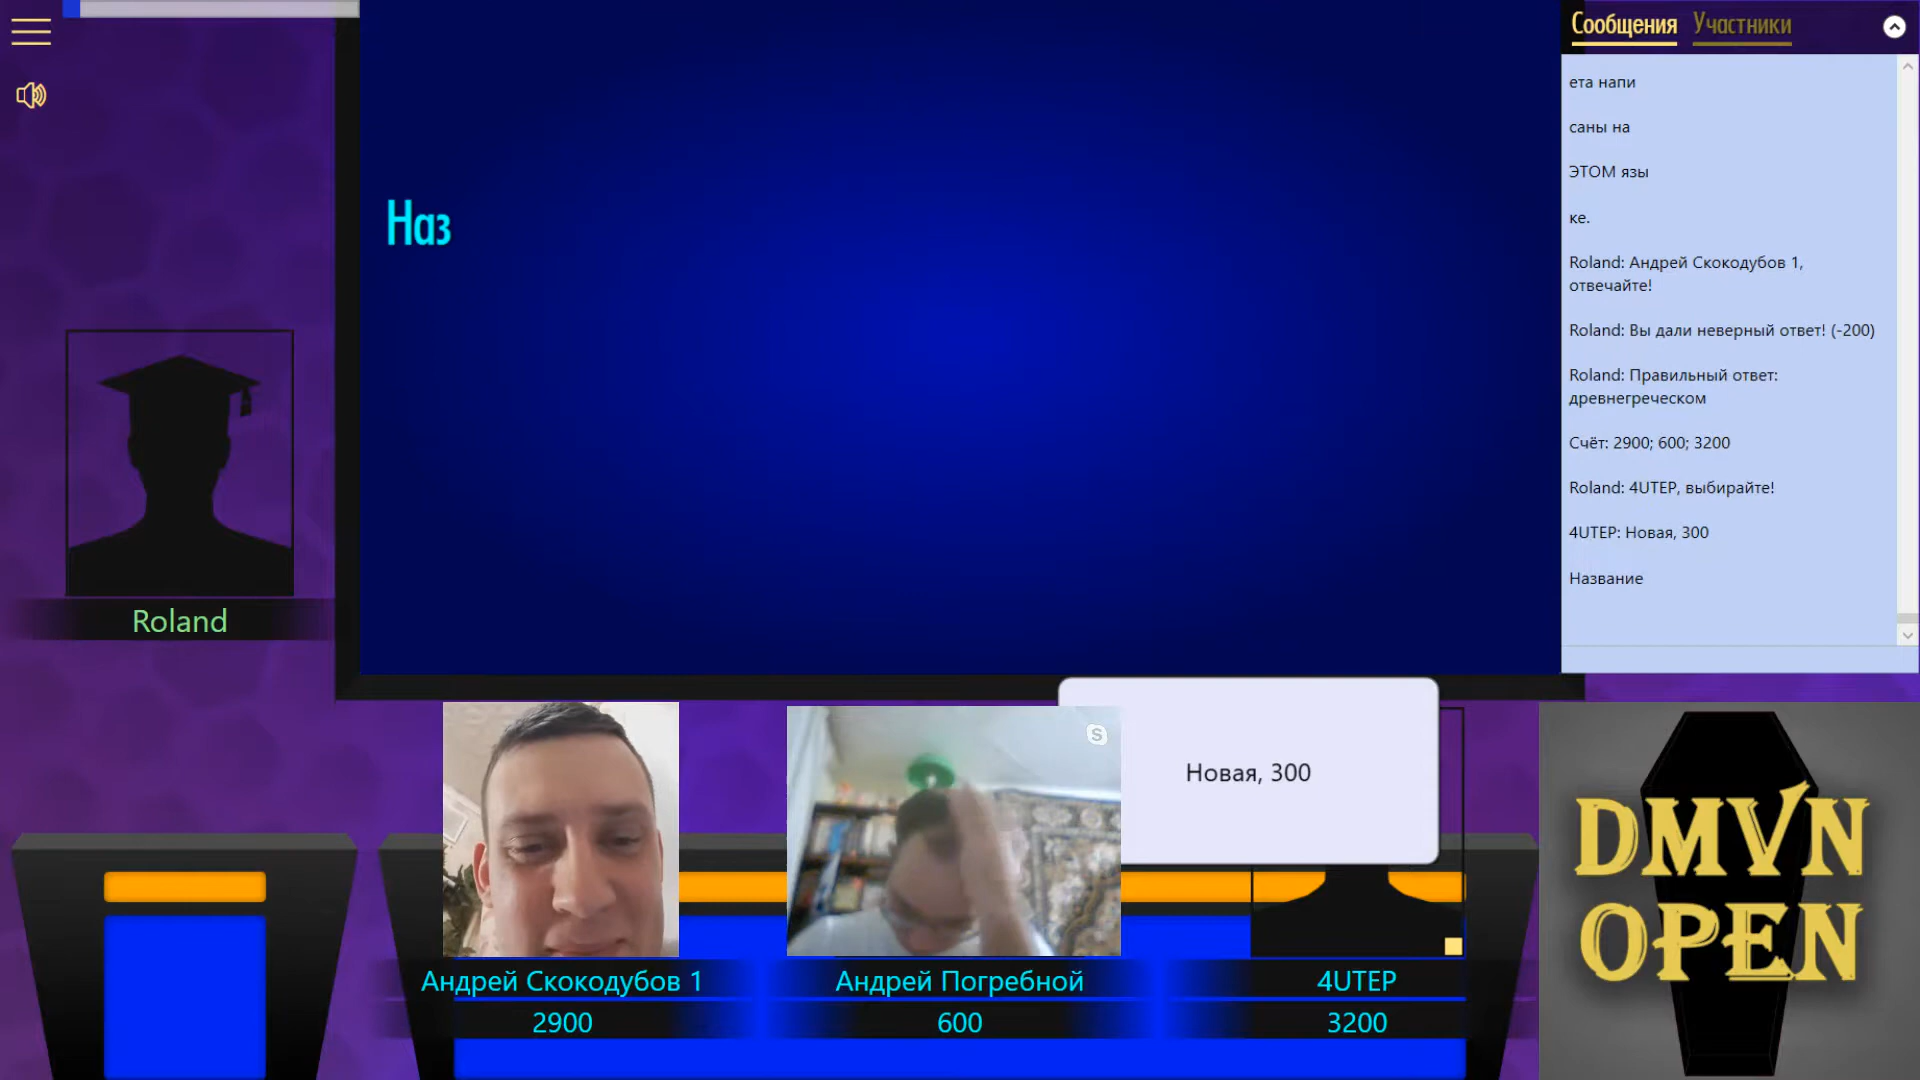 Сообщения Участники
ета напи
саны на
ЭТОМ язы
ке.
Roland: Андрей Скокодубов 1,
отвечайте!
Roland: Вы дали неверный ответ! (-200)
Roland: Правильный ответ:
древнегреческом
Счёт: 2900; 600; 3200
Roland: 4UTEP, выбирайте!
4UTEP: Новая, 300
Название
Наз
Roland
S
Новая, 300
Андрей Скокодубов 1
2900
Андрей Погребной
600
4UTEP
3200
DMVN
OPEN